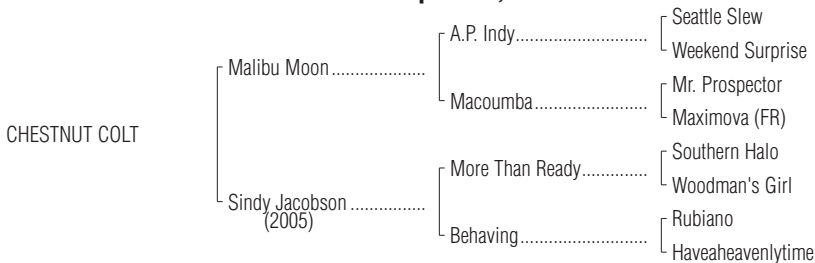 Seattle Slew
A.P. Indy..............................
Weekend Surprise
Malibu Moon.....................
Mr. Prospector
Macoumba..........................
Maximova (FR)
CHESTNUT COLT
Southern Halo
More Than Ready...............
Woodman's Girl
Sindy Jacobson.................
(2005)
Rubiano
Behaving.............................
Haveaheavenlytime